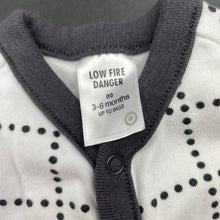 LOW FIRE
DANGER
00
3-6 months
UP TO 8KGS